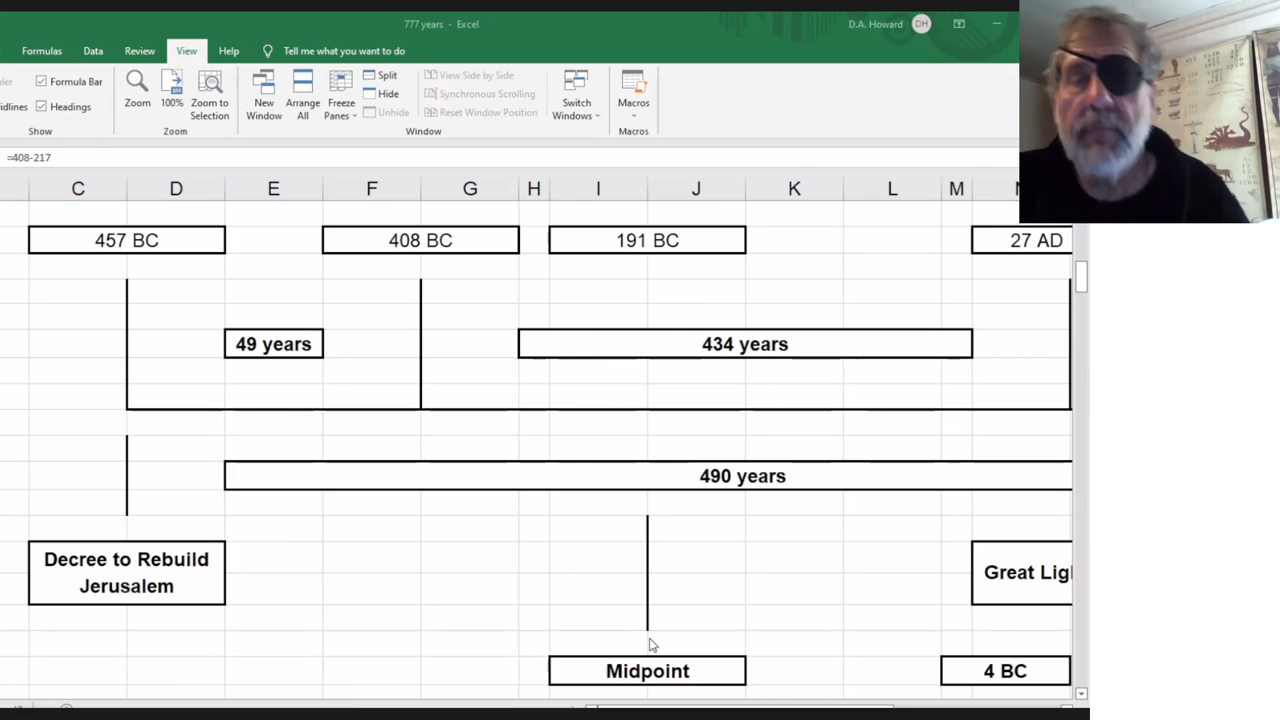 777 years - Excel
D.A. Howard
DH
Formulas
Data
Review
View
Help
Tell me what you want to do
Formula Bar
Headings
Show
Zoom
100%
Zoom to
Selection
Zoom
New
Window
Arrange
All
Freeze
Panes
Split
Hide
Unhide
View Side by Side
Synchronous Scrolling
Reset Window Position
Window
Switch
Windows
Macros
Macros
=408-217
C D E F G H I J K L M
457 BC
408 BC
191 BC
27 AD
49 years
434 years
490 years
Decree to Rebuild
Jerusalem
Great
Midpoint
4 BC